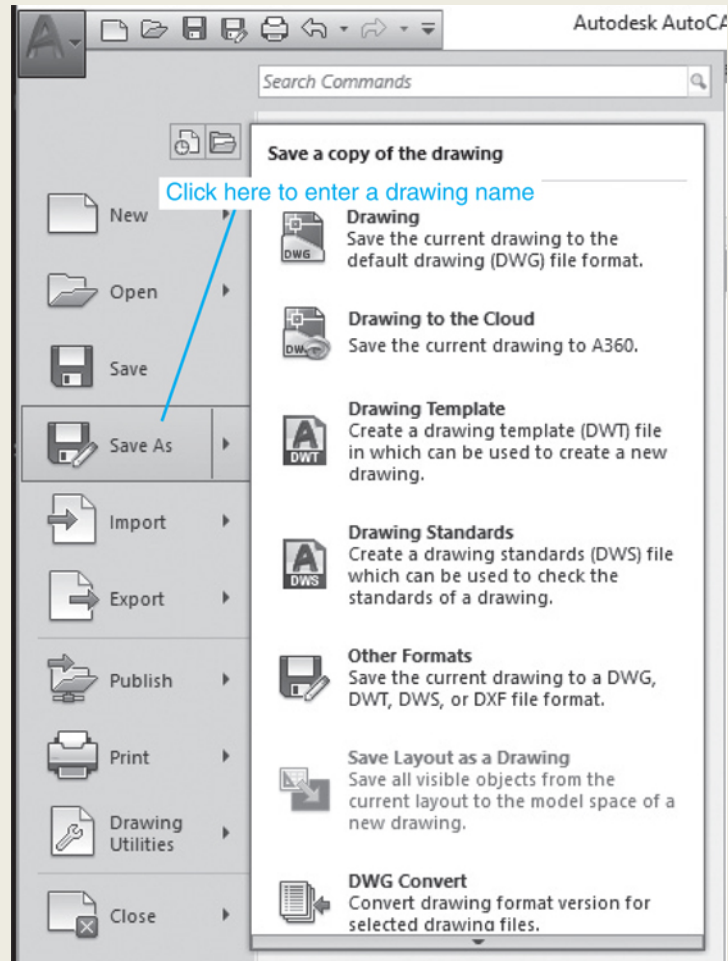 Autodesk AutoCA
Search Commands
Save a copy of the drawing
Click here to enter a drawing name
New
Open
Save
Save As
Import
Export
Publish
Print
Drawing
Utilities
Close
Drawing
Save the current drawing to the
default drawing (DWG) file format.
DWG
Drawing to the Cloud
Save the current drawing to A360.
DW
Drawing Template
Create a drawing template (DWT) file
in which can be used to create a new
drawing.
DWT
Drawing Standards
Create a drawing standards (DWS) file
which can be used to check the
standards of a drawing.
DWS
Other Formats
Save the current drawing to a DWG,
DWT, DWS, or DXF file format.
Save Layout as a Drawing
Save all visible objects from the
current layout to the model space of a
new drawing.
DWG Convert
Convert drawing format version for
selected drawing files.